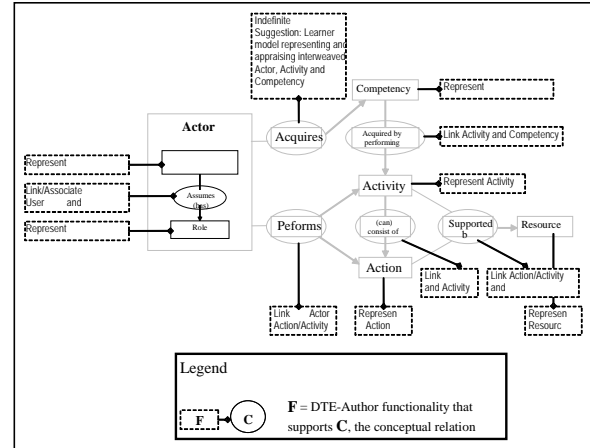 Indefinite
Suggestion: Learner
model representing and
appraising interweaved
Actor, Activity and
Competency
Competency
Represent
Actor
Acquires
Acquired by
performing
Link Activity and Competency
Represent
Activity
Represent Activity
Link/Associate
User and
Assumes
(has)
Represent
Role
Peforms
(can)
consist of
Supported
b
Resource
Action
Link
and Activity
Link Action/Activity
and
Link Actor
Action/Activity
Represen
Action
Represen
Resourc
Legend
F
C
F = DTE-Author functionality that
supports C, the conceptual relation